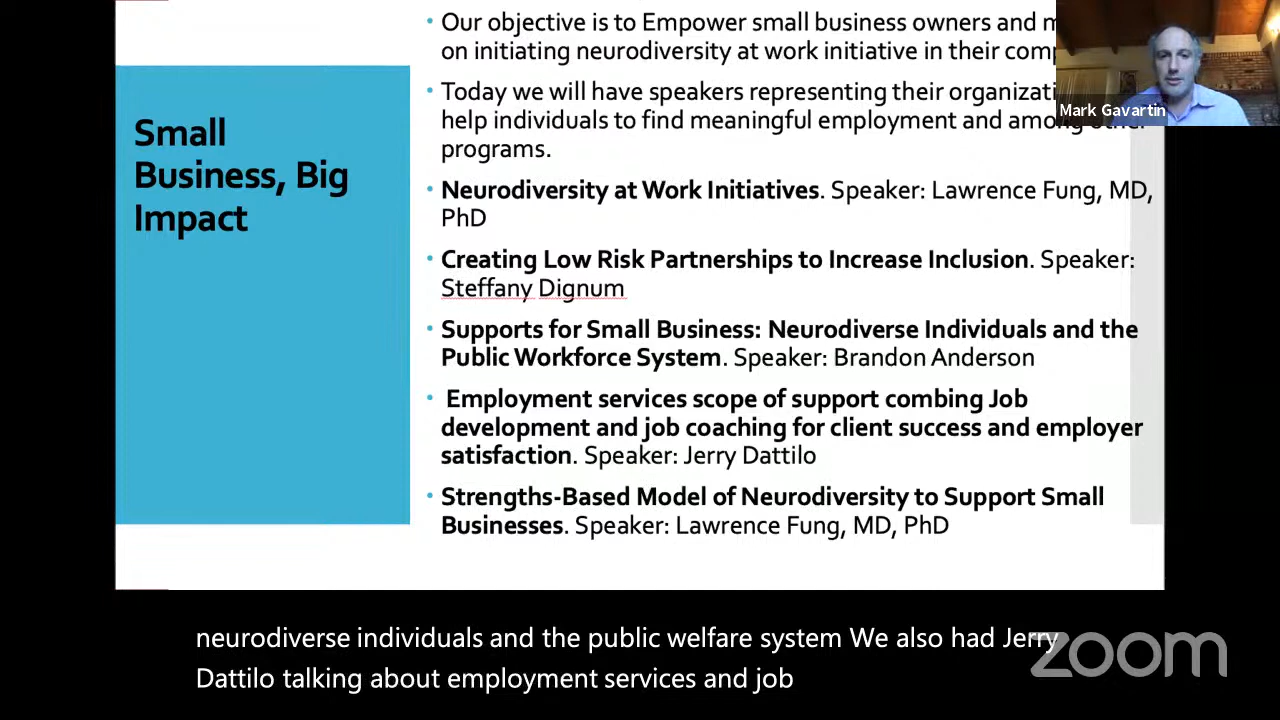 Small
Business, Big
Impact
• Our objective is to Empower small business owners and
on initiating neurodiversity at work initiative in their
• Today we will have speakers representing their
help individuals to find meaningful employment and among other
programs.
• Neurodiversity at Work Initiatives. Speaker: Lawrence Fung, MD,
PhD
• Creating Low Risk Partnerships to Increase Inclusion. Speaker:
Steffany Dignum
• Supports for Small Business: Neurodiverse Individuals and the
Public Workforce System. Speaker: Brandon Anderson
• Employment services scope of support combing Job
development and job coaching for client success and employer
satisfaction. Speaker: Jerry Dattilo
• Strengths-Based Model of Neurodiversity to Support Small
Businesses. Speaker: Lawrence Fung, MD, PhD
Mark Gavartin
neurodiverse individuals and the public welfare system We also had Jerry
Dattilo talking about employment services and job
zoom